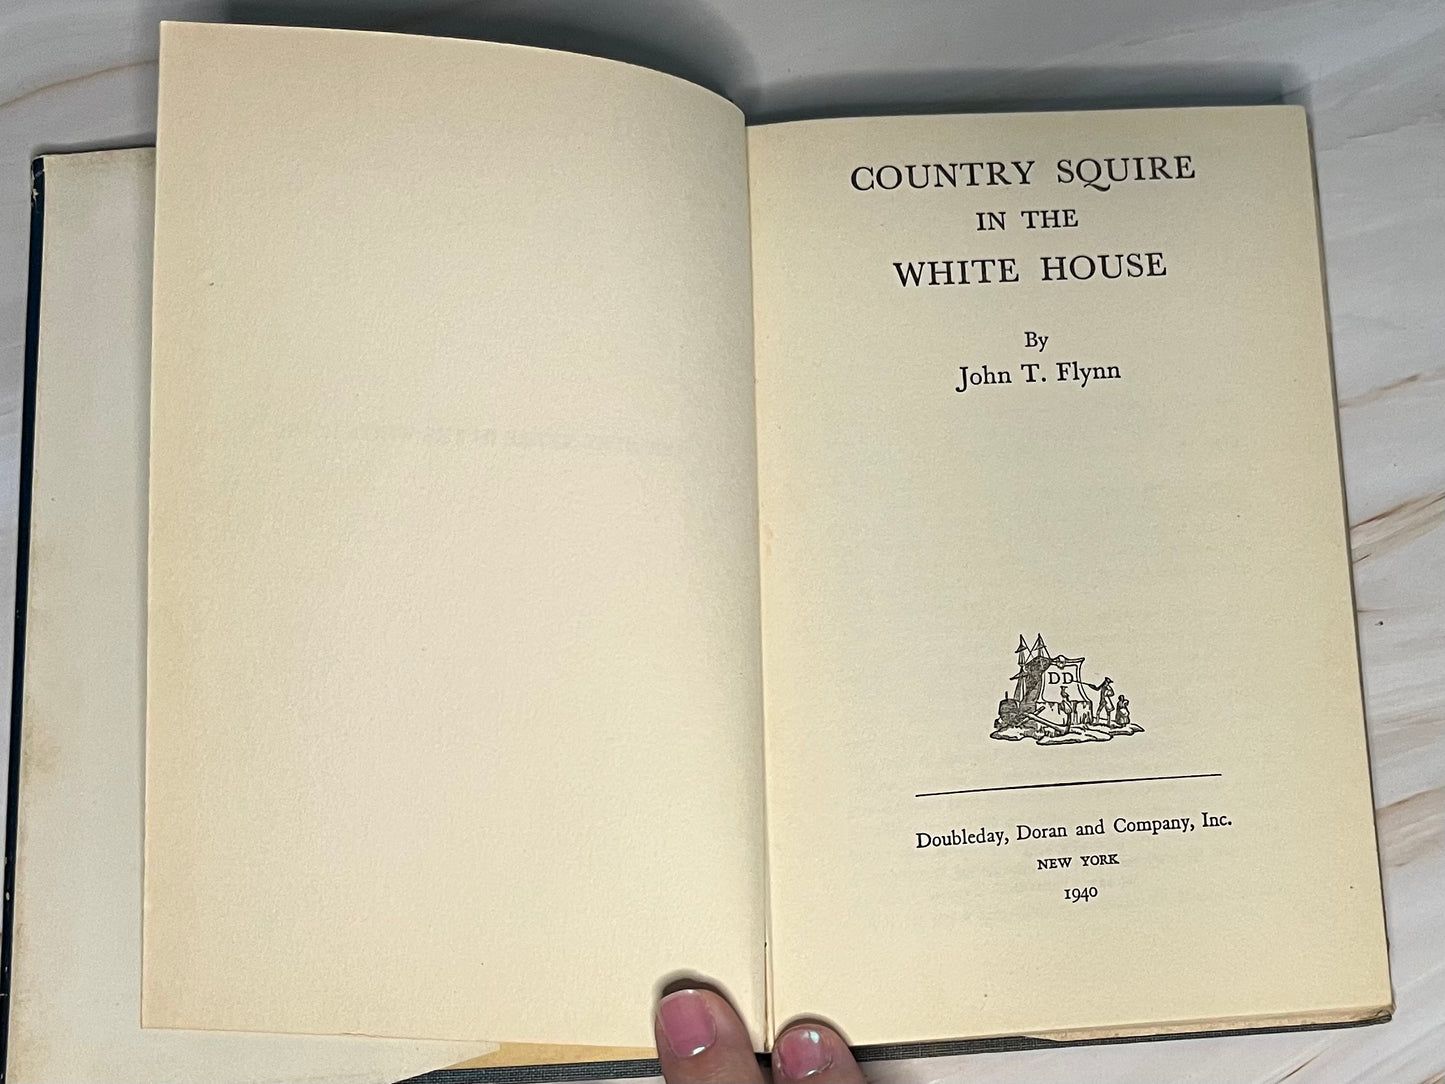 COUNTRY SQUIRE
IN THE
WHITE HOUSE
By
John T. Flynn
DD
Doubleday, Doran and Company, Inc.
NEW YORK
1940